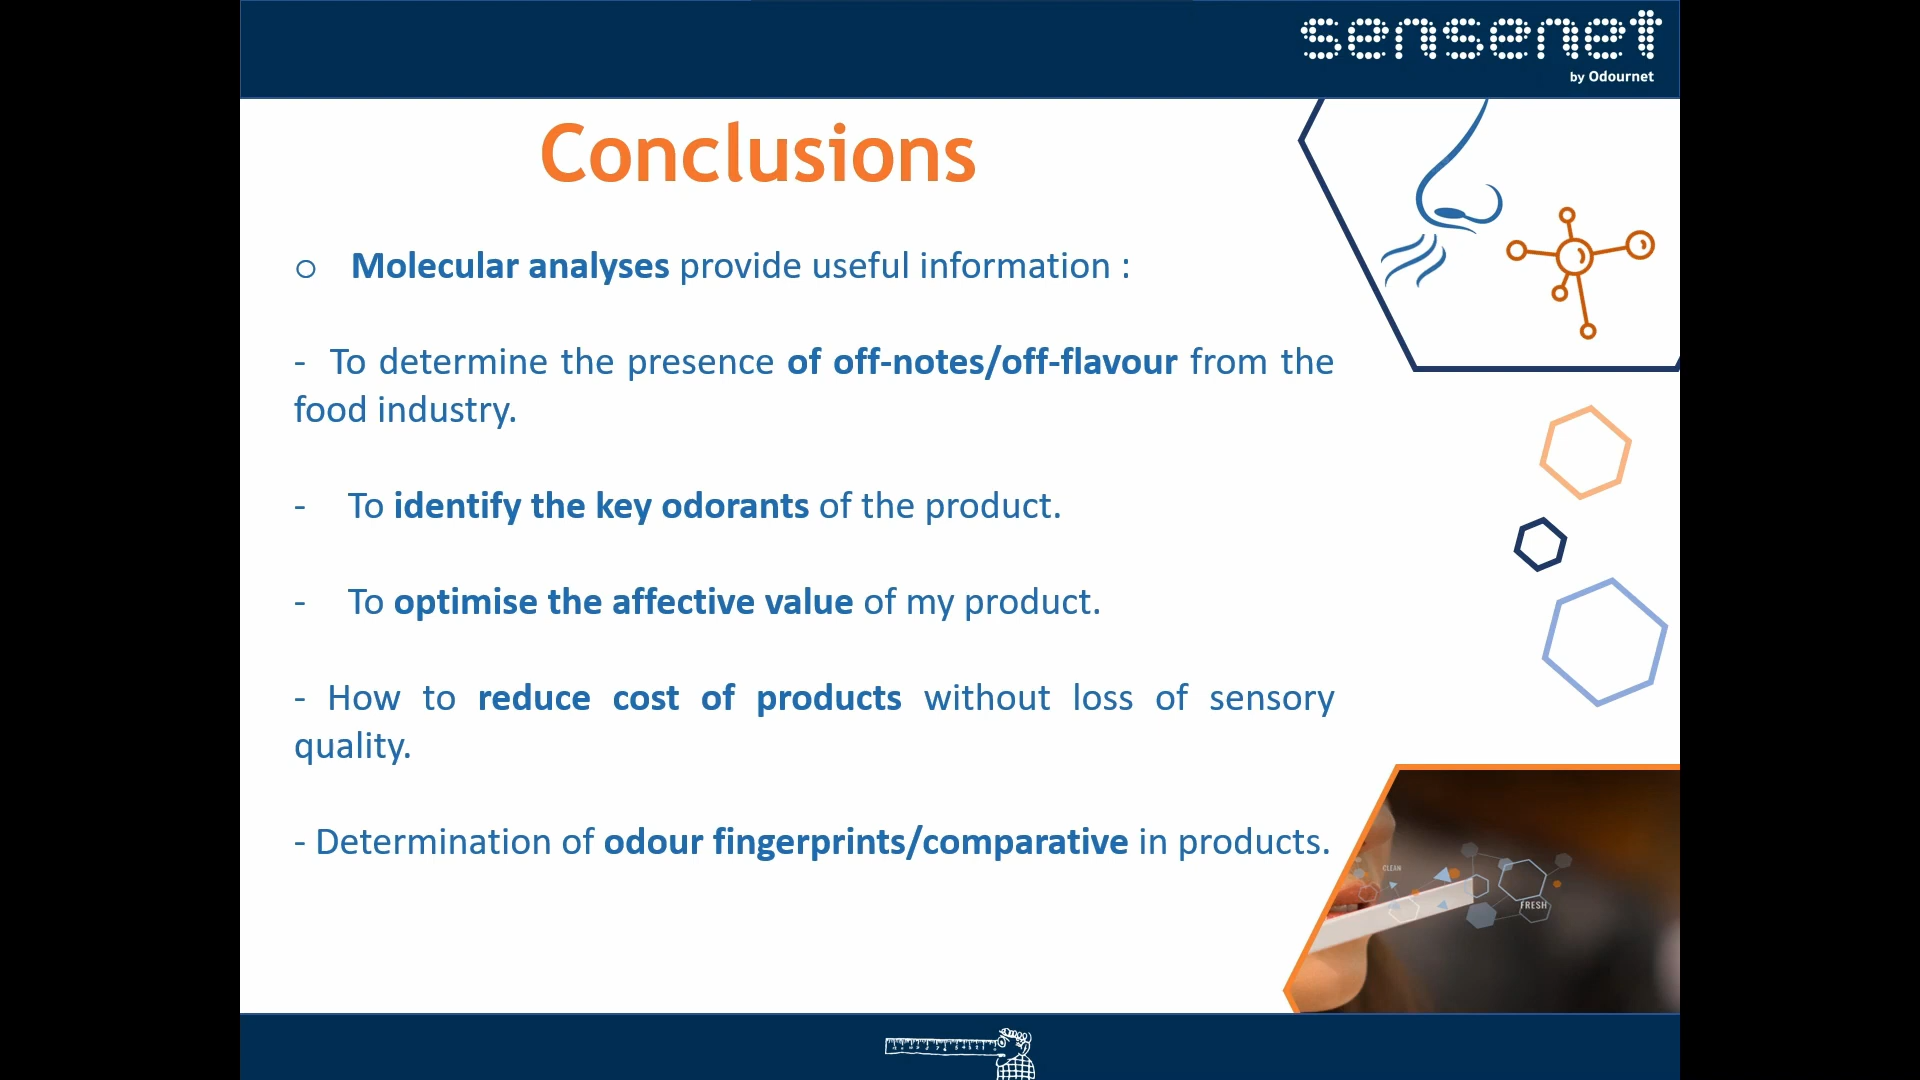 sensenet
by Odournet
Conclusions
o Molecular analyses provide useful information :
- To determine the presence of off-notes/off-flavour from the
food industry.
- To identify the key odorants of the product.
- To optimise the affective value of my product.
- How to reduce cost of products without loss of sensory
quality.
- Determination of odour fingerprints/comparative in products.
CLEAN
FRESH